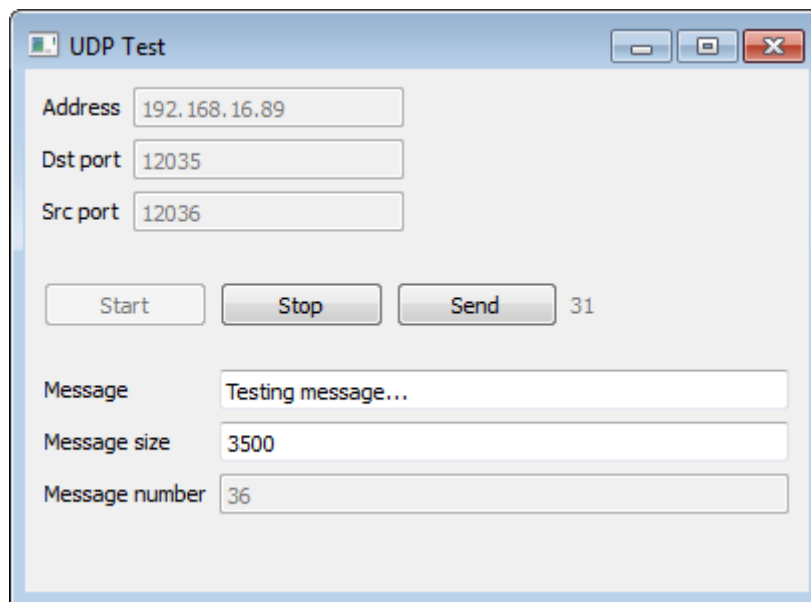 UDP Test
Address 192.168.16.89
Dst port 12035
Src port 12036
Start Stop Send 31
Message Testing message...
Message size 3500
Message number 36